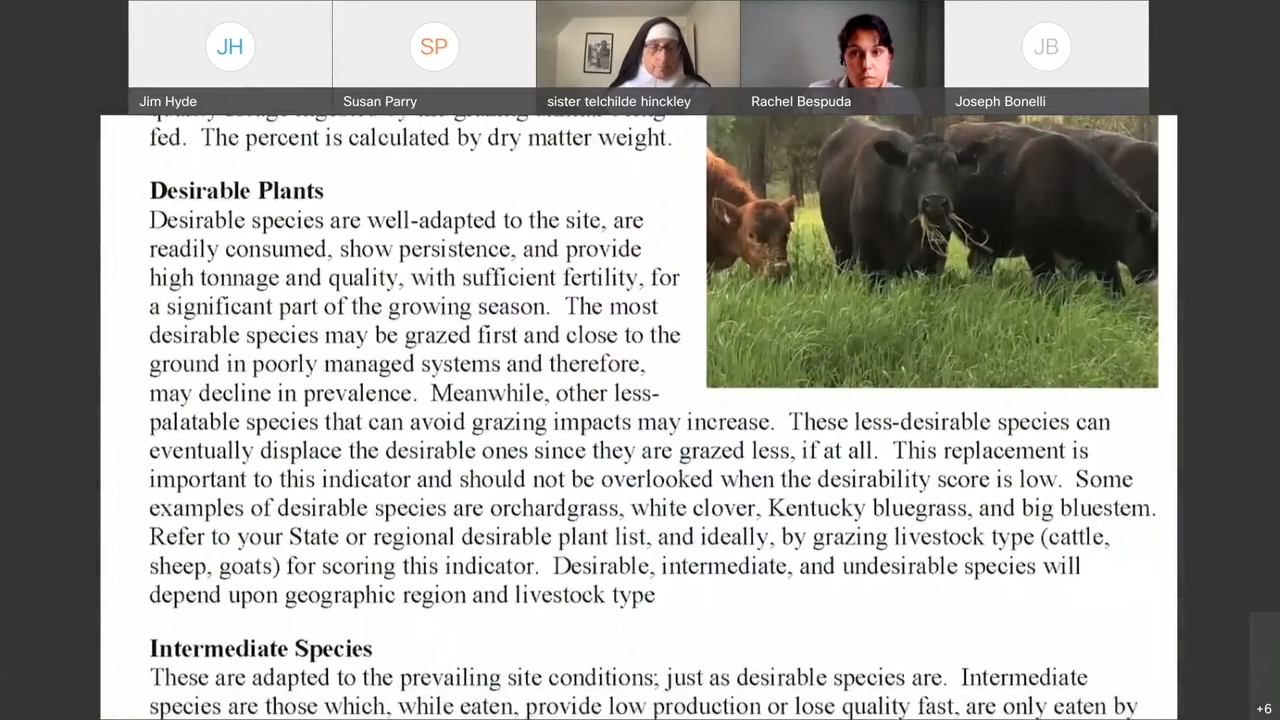 JH
SP
JB
Jim Hyde
Susan Parry
sister telchilde hinckley
Rachel Bespuda
Joseph Bonelli
fed.  The percent is calculated by dry matter weight.
Desirable Plants
Desirable species are well-adapted to the site, are
readily consumed, show persistence, and provide
high tonnage and quality, with sufficient fertility, for
a significant part of the growing season.  The most
desirable species may be grazed first and close to the
ground in poorly managed systems and therefore,
may decline in prevalence.  Meanwhile, other less-
palatable species that can avoid grazing impacts may increase.  These less-desirable species can
eventually displace the desirable ones since they are grazed less, if at all.  This replacement is
important to this indicator and should not be overlooked when the desirability score is low.  Some
examples of desirable species are orchardgrass, white clover, Kentucky bluegrass, and big bluestem.
Refer to your State or regional desirable plant list, and ideally, by grazing livestock type (cattle,
sheep, goats) for scoring this indicator.  Desirable, intermediate, and undesirable species will
depend upon geographic region and livestock type
Intermediate Species
These are adapted to the prevailing site conditions; just as desirable species are.  Intermediate
species are those which, while eaten, provide low production or lose quality fast, are only eaten by
+6